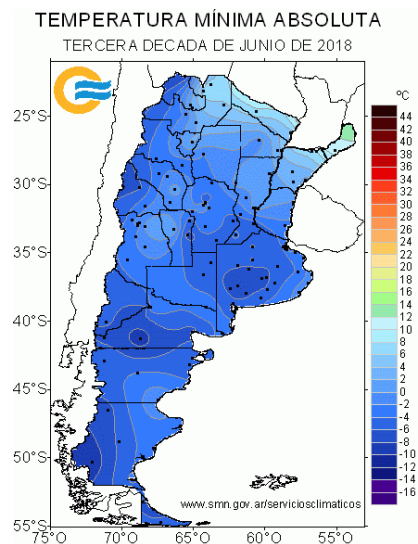 TEMPERATURA MÍNIMA ABSOLUTA
TERCERA DECADA DE JUNIO DE 2018
ºC
44
42
40
38
36
34
32
30
28
26
24
22
20
18
16
14
12
10
8
6
4
2
0
-2
-4
-6
-8
-10
-12
-14
-16
25°S
30°S
35°S
40°S
45°S
50°S
55°S
75°O 70°O 65°O 60°O 55°O
www.smn.gov.ar/serviciosclimaticos